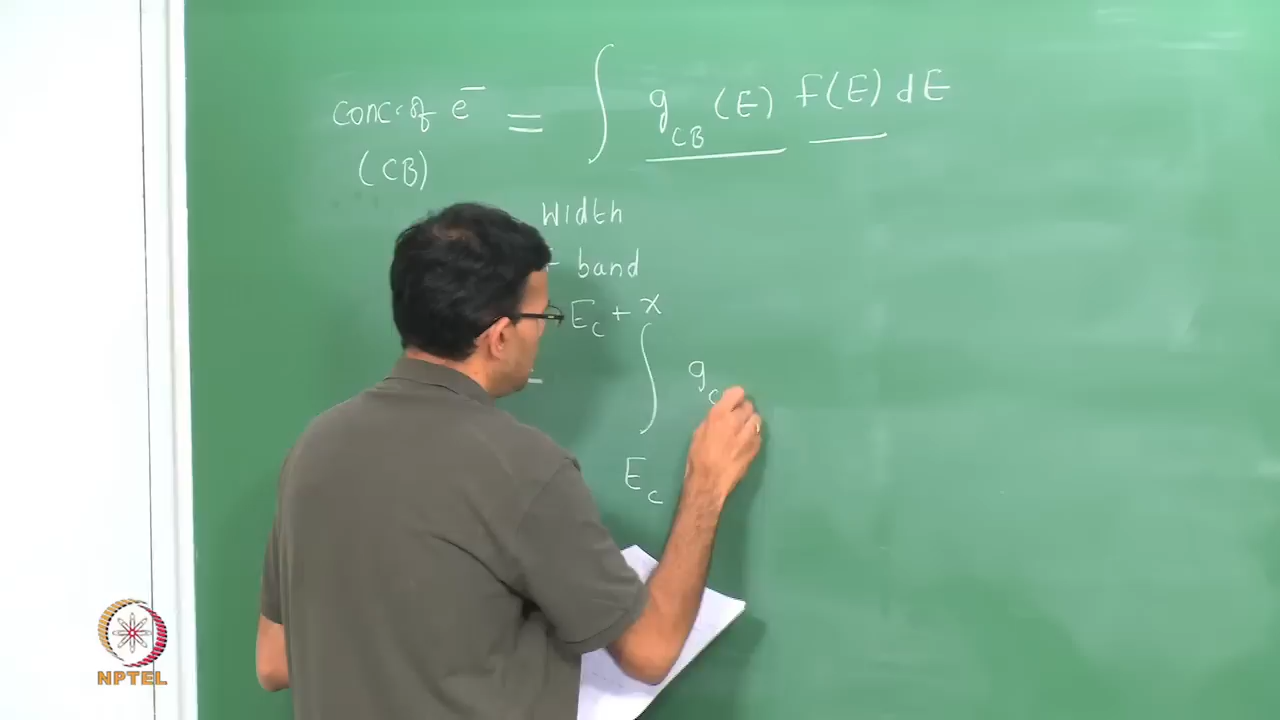 conc. of e⁻ = ∫ g_CB (E) f(E) dE
(CB)
Width
band
E_c + χ
∫ g_c
E_c
NPTEL